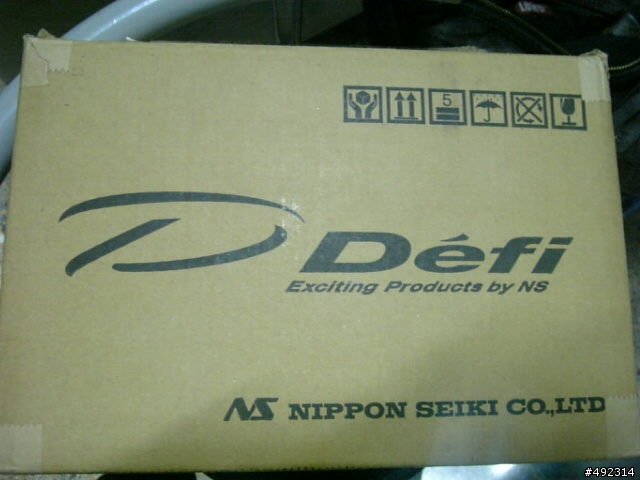 5
Défi
Exciting Products by NS
NS NIPPON SEIKI CO.,LTD
#492314